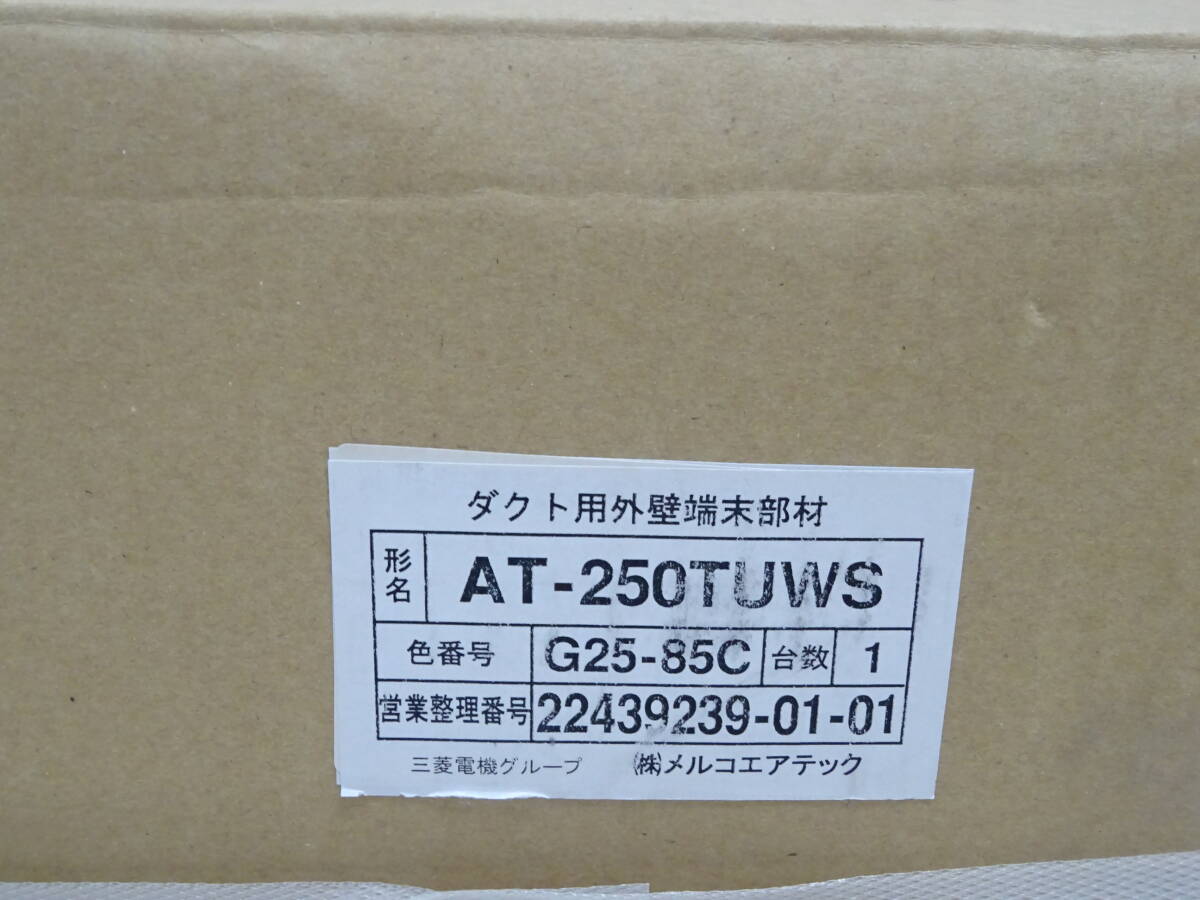 ダクト用外壁端末部材
形名 AT-250TUWS
色番号 G25-85C 台数 1
営業整理番号 22439239-01-01
三菱電機グループ ㈱メルコエアテック